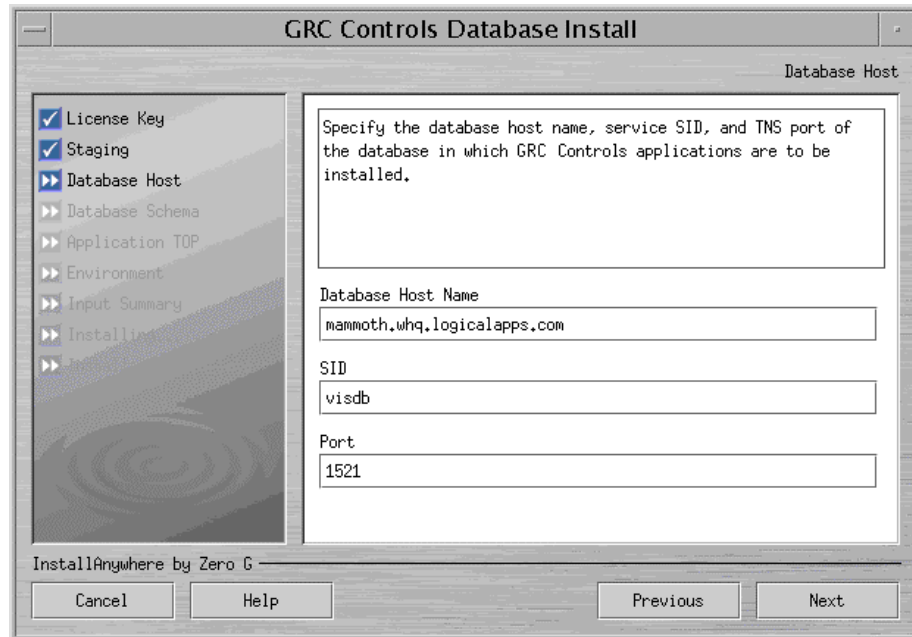 GRC Controls Database Install
Database Host
License Key
Staging
Database Host
Database Schema
Application TOP
Environment
Input Summary
Specify the database host name, service SID, and TNS port of
the database in which GRC Controls applications are to be
installed.
Database Host Name
mammoth.whq.logicalapps.com
SID
visdb
Port
1521
InstallAnywhere by Zero G
Cancel
Help
Previous
Next